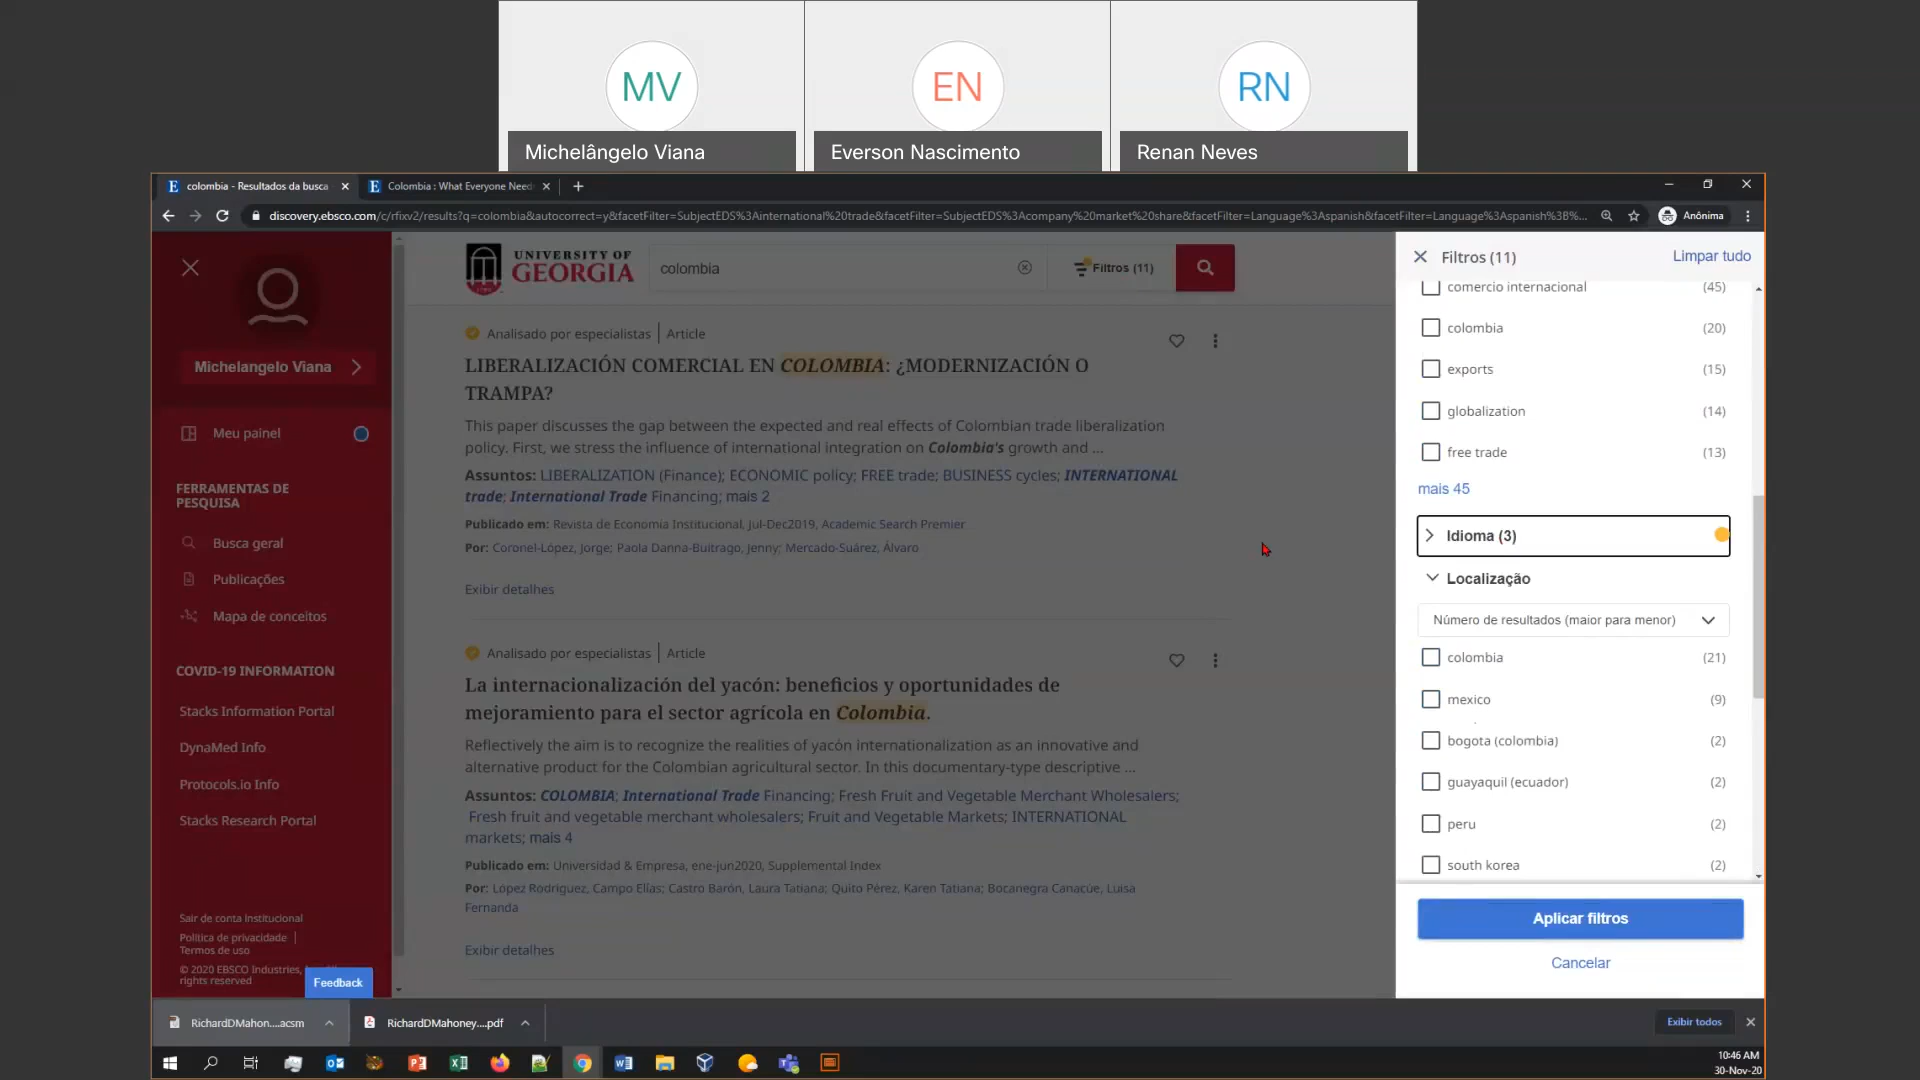 MV
EN
RN
Michelângelo Viana
Everson Nascimento
Renan Neves
colombia - Resultados da busca
Colombia : What Everyone Need
discovery.ebsco.com/c/rfixv2/results?q=colombia&autocorrect=y&facetFilter=SubjectEDS%3Ainternational%20trade&facetFilter=SubjectEDS%3Acompany%20market%20share&facetFilter=Language%3Aspanish&facetFilter=Language%3Aspanish%3B%...
Anônima
Michelangelo Viana
Meu painel
FERRAMENTAS DE
PESQUISA
Busca geral
Publicações
Mapa de conceitos
COVID-19 INFORMATION
Stacks Information Portal
DynaMed Info
Protocols.io Info
Stacks Research Portal
Sair de conta institucional
Política de privacidade |
Termos de uso
© 2020 EBSCO Industries,
rights reserved
Feedback
UNIVERSITY OF
GEORGIA
colombia
Filtros (11)
Analisado por especialistas | Article
LIBERALIZACIÓN COMERCIAL EN COLOMBIA: ¿MODERNIZACIÓN O
TRAMPA?
This paper discusses the gap between the expected and real effects of Colombian trade liberalization
policy. First, we stress the influence of international integration on Colombia's growth and ...
Assuntos: LIBERALIZATION (Finance); ECONOMIC policy; FREE trade; BUSINESS cycles; INTERNATIONAL
trade; International Trade Financing; mais 2
Publicado em: Revista de Economia Institucional, Jul-Dec2019, Academic Search Premier
Por: Coronel-López, Jorge; Paola Danna-Buitrago, Jenny; Mercado-Suárez, Álvaro
Exibir detalhes
Analisado por especialistas | Article
La internacionalización del yacón: beneficios y oportunidades de
mejoramiento para el sector agrícola en Colombia.
Reflectively the aim is to recognize the realities of yacón internationalization as an innovative and
alternative product for the Colombian agricultural sector. In this documentary-type descriptive ...
Assuntos: COLOMBIA; International Trade Financing; Fresh Fruit and Vegetable Merchant Wholesalers;
Fresh fruit and vegetable merchant wholesalers; Fruit and Vegetable Markets; INTERNATIONAL
markets; mais 4
Publicado em: Universidad & Empresa, ene-jun2020, Supplemental Index
Por: López Rodríguez, Campo Elías; Castro Barón, Laura Tatiana; Quito Pérez, Karen Tatiana; Bocanegra Canacúe, Luisa
Fernanda
Exibir detalhes
Filtros (11)
Limpar tudo
comercio internacional (45)
colombia (20)
exports (15)
globalization (14)
free trade (13)
mais 45
Idioma (3)
Localização
Número de resultados (maior para menor)
colombia (21)
mexico (9)
bogota (colombia) (2)
guayaquil (ecuador) (2)
peru (2)
south korea (2)
Aplicar filtros
Cancelar
RichardDMahon....acsm
RichardDMahoney....pdf
Exibir todos
10:46 AM
30-Nov-20